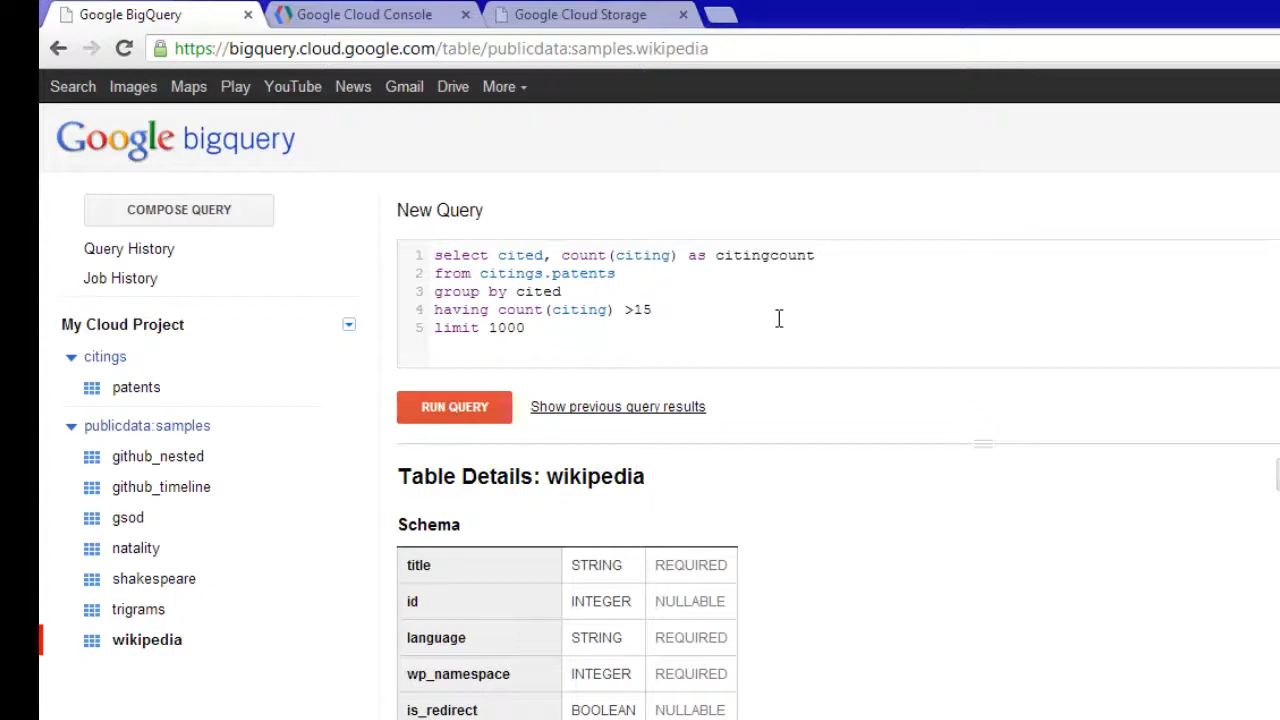 Google BigQuery
Google Cloud Console
Google Cloud Storage
https://bigquery.cloud.google.com/table/publicdata:samples.wikipedia
Search Images Maps Play YouTube News Gmail Drive More
Google bigquery
COMPOSE QUERY
Query History
Job History
My Cloud Project
citings
patents
publicdata:samples
github_nested
github_timeline
gsod
natality
shakespeare
trigrams
wikipedia
New Query
1 select cited, count(citing) as citingcount
2 from citings.patents
3 group by cited
4 having count(citing) >15
5 limit 1000
RUN QUERY Show previous query results
Table Details: wikipedia
Schema
title STRING REQUIRED
id INTEGER NULLABLE
language STRING REQUIRED
wp_namespace INTEGER REQUIRED
is_redirect BOOLEAN NULLABLE